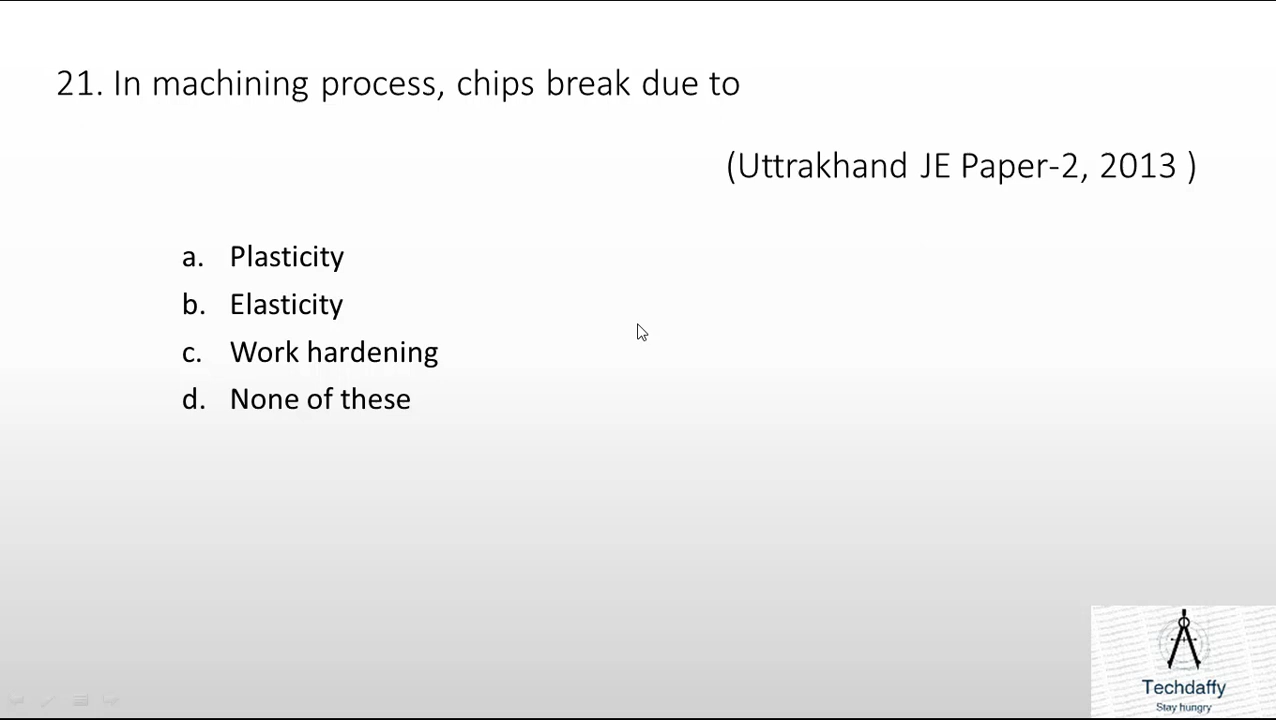 21. In machining process, chips break due to
(Uttrakhand JE Paper-2, 2013 )
a. Plasticity
b. Elasticity
c. Work hardening
d. None of these
Techdaffy
Stay hungry